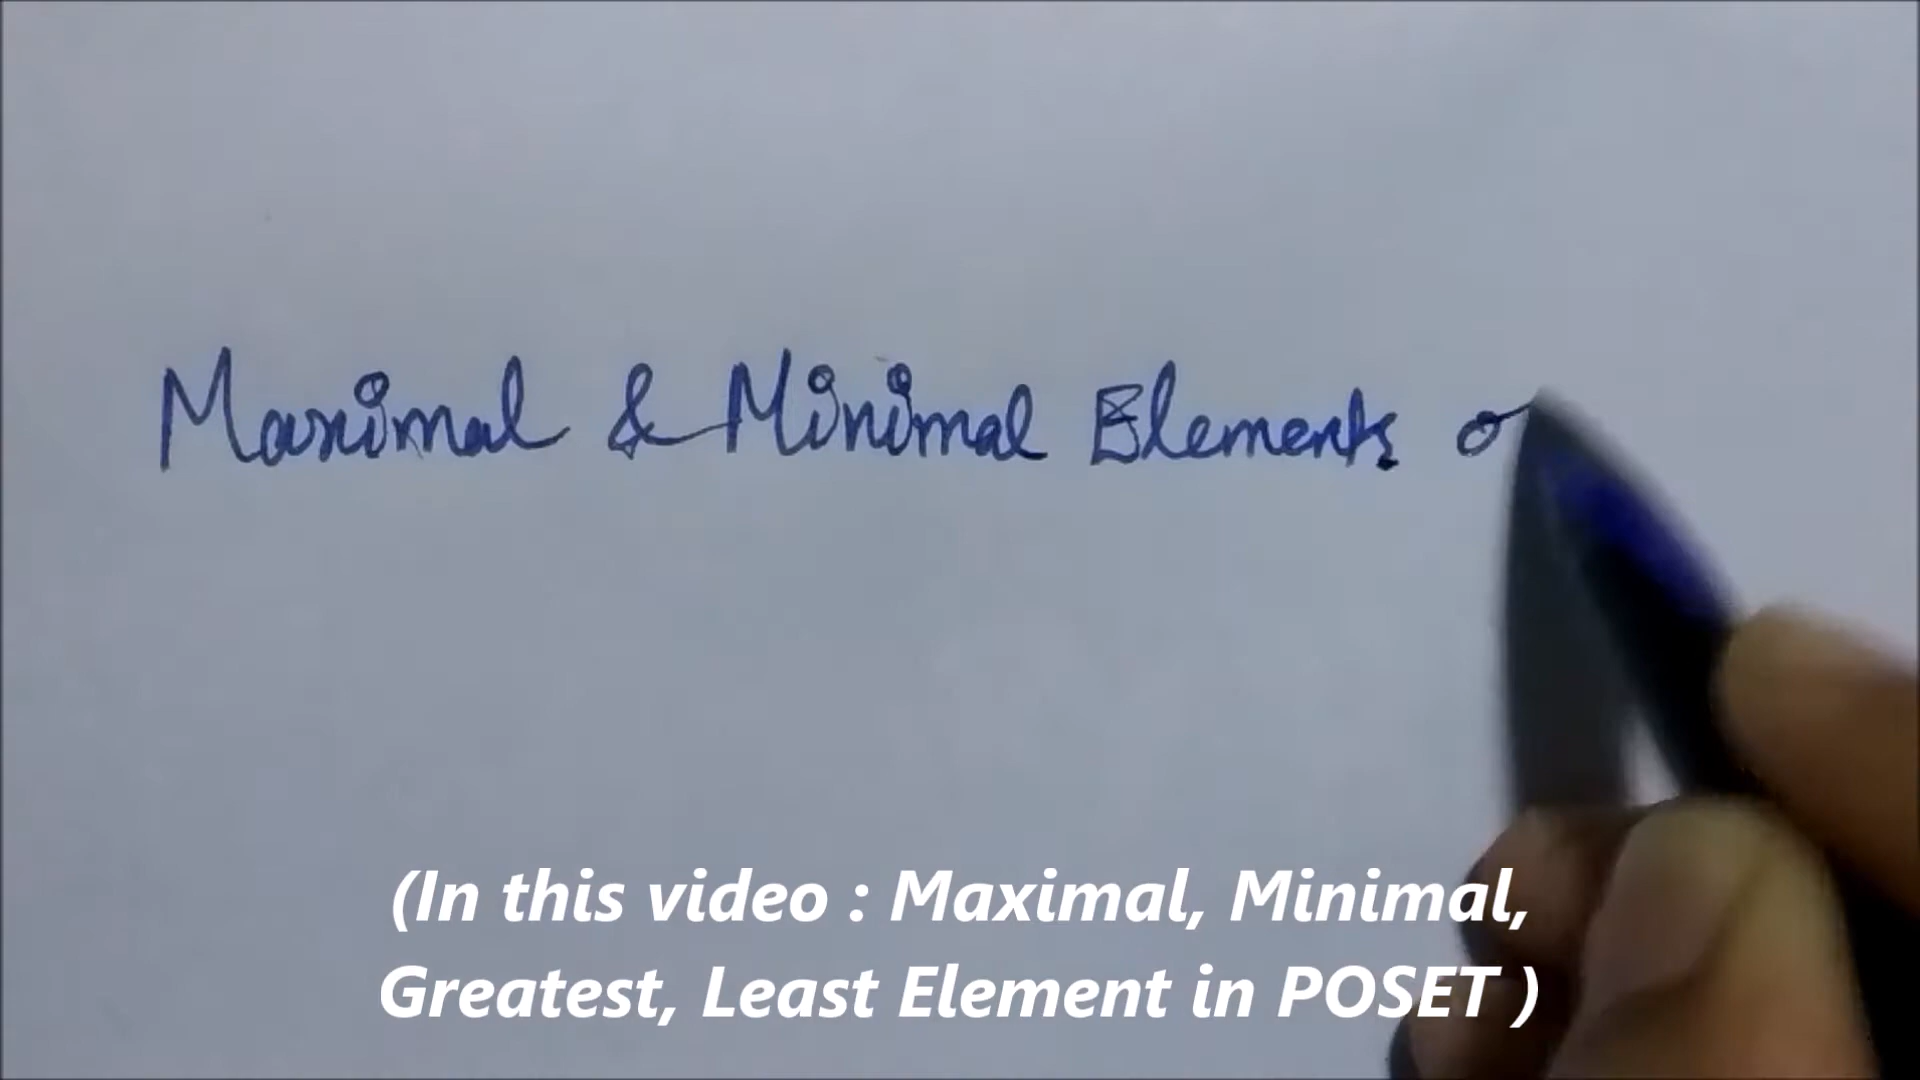 Maximal & Minimal Elements o
(In this video : Maximal, Minimal,
Greatest, Least Element in POSET )